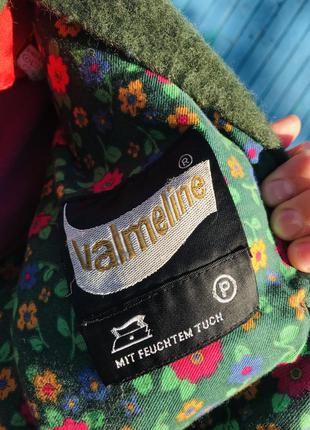 ®
Valmeline
P
MIT FEUCHTEM TUCH